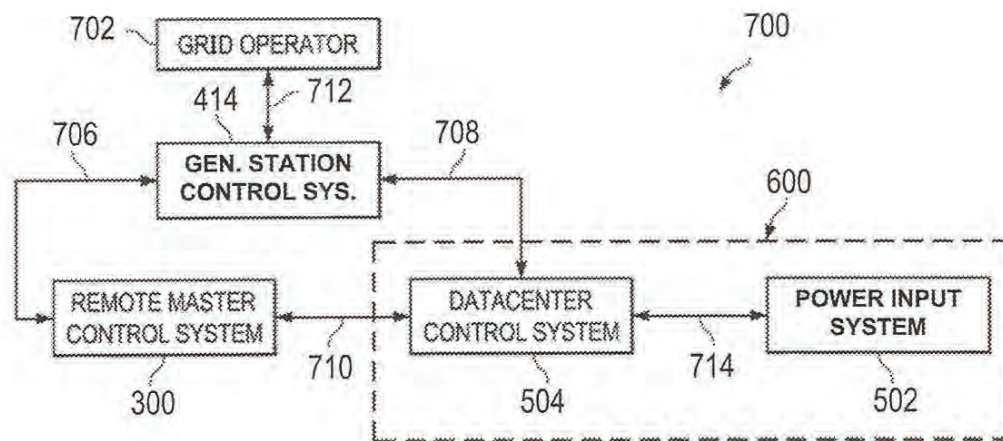 702
GRID OPERATOR
700
712
414
706
708
GEN. STATION
CONTROL SYS.
600
REMOTE MASTER
CONTROL SYSTEM
DATACENTER
CONTROL SYSTEM
POWER INPUT
SYSTEM
710
714
300
504
502